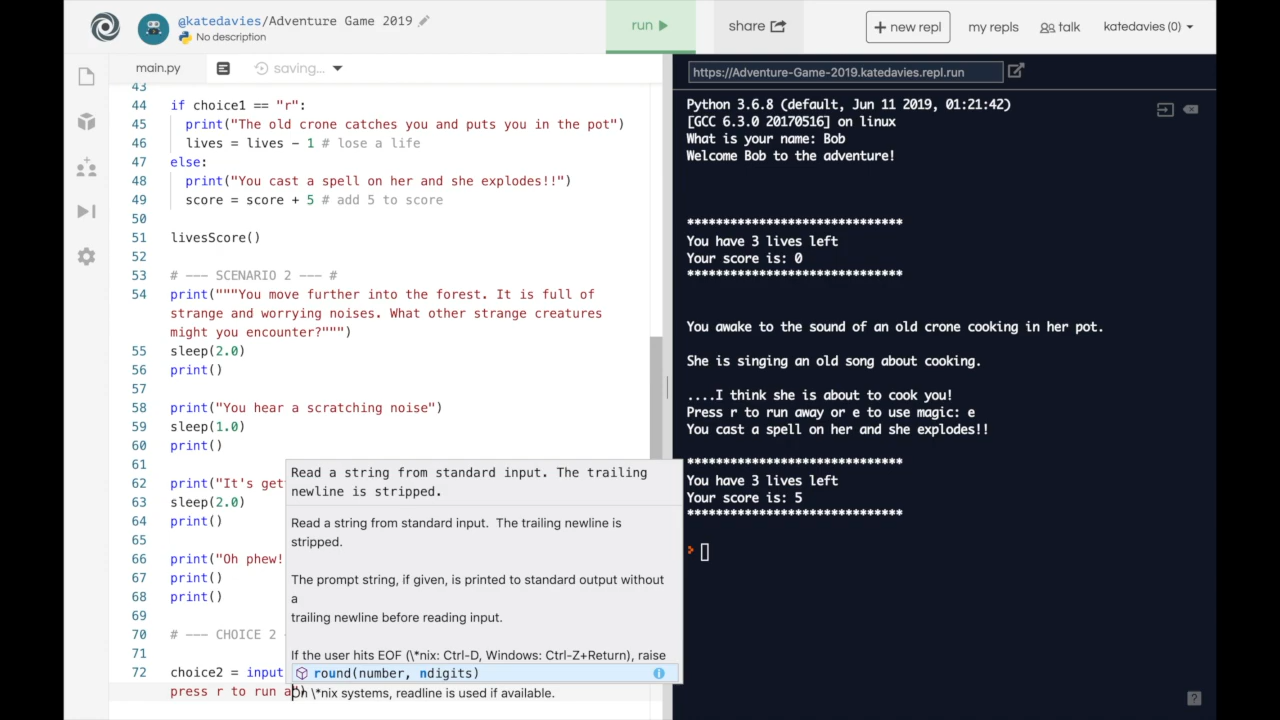 @katedavies/Adventure Game 2019
No description
run
share
+ new repl
my repls
talk
katedavies (0)
main.py
saving...
https://Adventure-Game-2019.katedavies.repl.run
43
44 if choice1 == "r":
45 print("The old crone catches you and puts you in the pot")
46 lives = lives - 1 # lose a life
47 else:
48 print("You cast a spell on her and she explodes!!")
49 score = score + 5 # add 5 to score
50
51 livesScore()
52
53 # --- SCENARIO 2 --- #
54 print("""You move further into the forest. It is full of
strange and worrying noises. What other strange creatures
might you encounter?""")
55 sleep(2.0)
56 print()
57
58 print("You hear a scratching noise")
59 sleep(1.0)
60 print()
61
62 print("It's get
63 sleep(2.0)
64 print()
65
66 print("Oh phew!
67 print()
68 print()
69
70 # --- CHOICE 2
71
72 choice2 = input
press r to run a
Read a string from standard input. The trailing
newline is stripped.
Read a string from standard input. The trailing newline is
stripped.
The prompt string, if given, is printed to standard output without
a
trailing newline before reading input.
If the user hits EOF (\*nix: Ctrl-D, Windows: Ctrl-Z+Return), raise
round(number, ndigits)
On \*nix systems, readline is used if available.
Python 3.6.8 (default, Jun 11 2019, 01:21:42)
[GCC 6.3.0 20170516] on linux
What is your name: Bob
Welcome Bob to the adventure!
******************************
You have 3 lives left
Your score is: 0
******************************
You awake to the sound of an old crone cooking in her pot.
She is singing an old song about cooking.
....I think she is about to cook you!
Press r to run away or e to use magic: e
You cast a spell on her and she explodes!!
******************************
You have 3 lives left
Your score is: 5
******************************